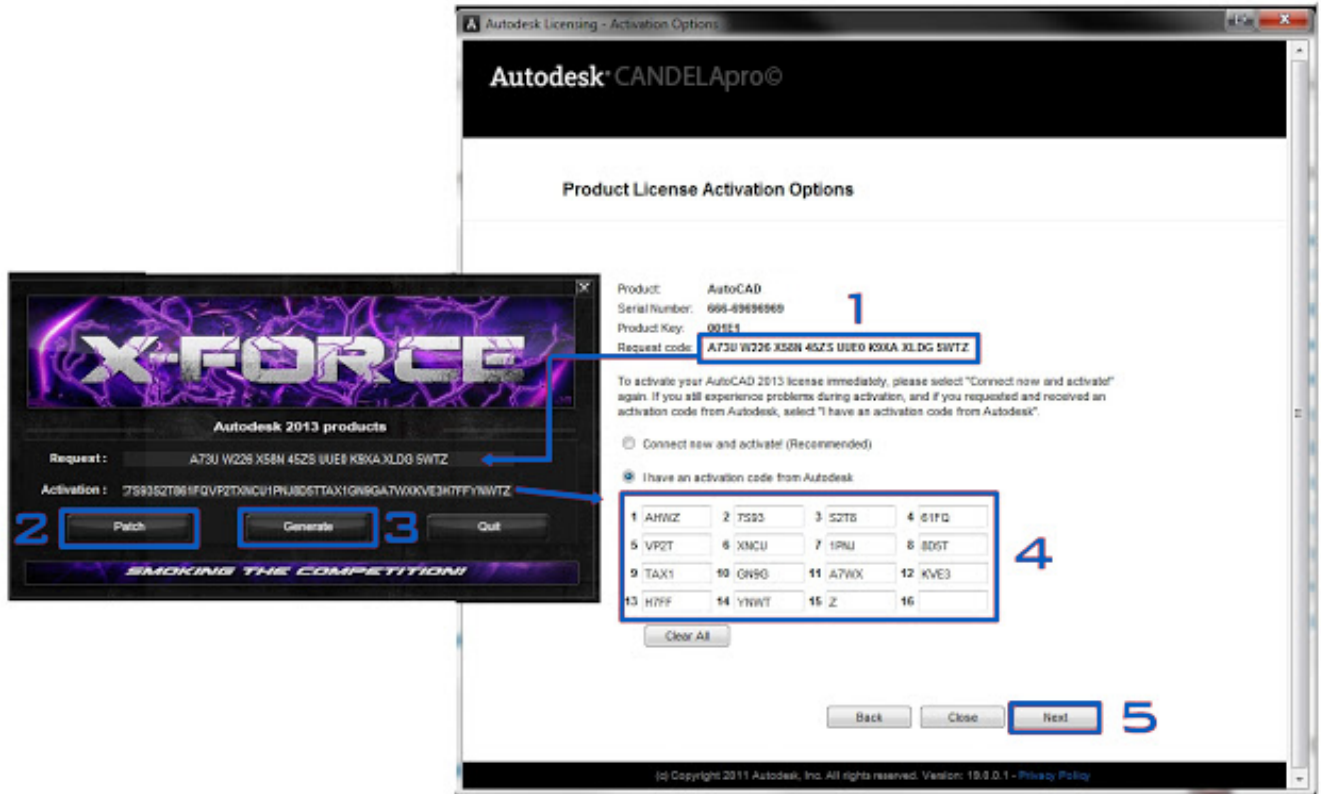 Autodesk Licensing - Activation Options
Autodesk® CANDELApro©
Product License Activation Options
Product: AutoCAD
Serial Number: 666-69696969
Product Key: 001E1
Request code: A73U W226 X58N 45ZS UUE0 K9XA XLDG 5WTZ
1
To activate your AutoCAD 2013 license immediately, please select "Connect now and activate!"
again. If you still experience problems during activation, and if you requested and received an
activation code from Autodesk, select "I have an activation code from Autodesk".
Connect now and activate! (Recommended)
I have an activation code from Autodesk
1 AHWZ 2 7S93 3 S2T8 4 61FQ
5 VP2T 6 XNCU 7 1PNJ 8 8DST
9 TAX1 10 GN9G 11 A7WX 12 KVE3
13 H7FF 14 YNWT 15 Z 16
4
Clear All
Back Close Next
5
(c) Copyright 2011 Autodesk, Inc. All rights reserved. Version: 19.0.0.1 - Privacy Policy
X-FORCE
Autodesk 2013 products
Request : A73U W226 X58N 45ZS UUE0 K9XA XLDG 5WTZ
Activation : 7S93S2T861FQVP2TXNCU1PNJ8DSTTAX1GN9GA7WXKVE3H7FFYNWTZ
2 Patch Generate 3 Quit
SMOKING THE COMPETITION!